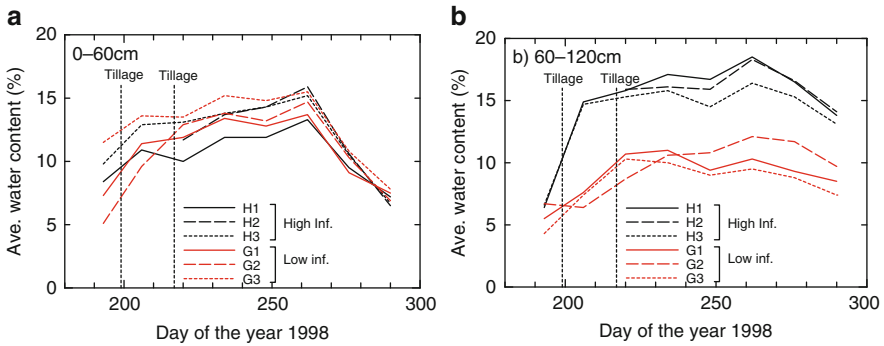 a
0–60cm
Tillage
Tillage
Ave. water content (%)
20
15
10
5
0
200
250
300
Day of the year 1998
H1
H2
H3
High Inf.
G1
G2
G3
Low inf.
b
b) 60–120cm
Tillage
Tillage
Ave. water content (%)
20
15
10
5
0
200
250
300
Day of the year 1998
H1
H2
H3
High Inf.
G1
G2
G3
Low inf.